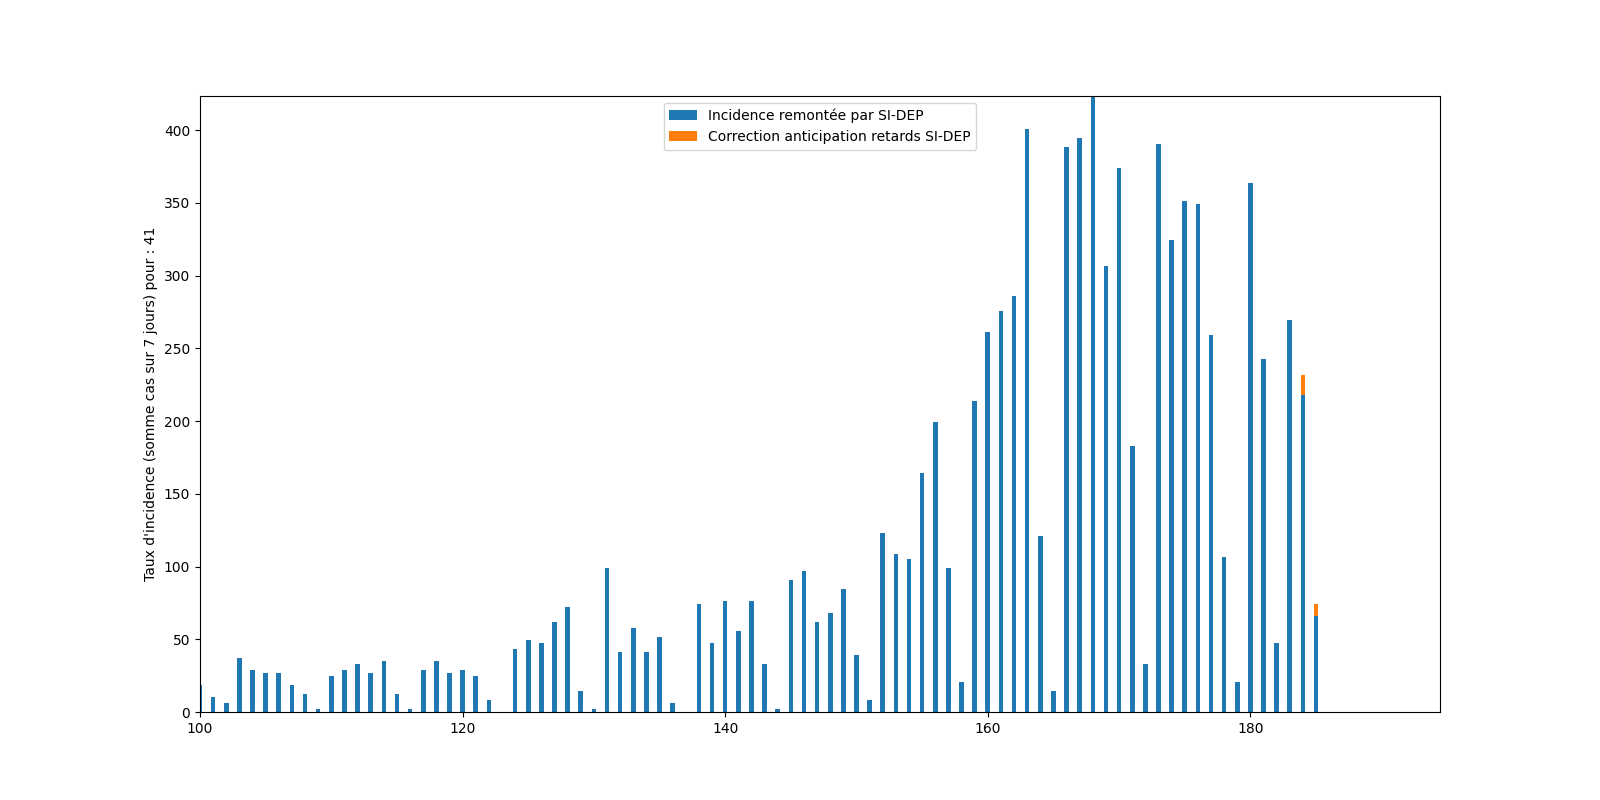 Incidence remontée par SI-DEP
Correction anticipation retards SI-DEP
Taux d'incidence (somme cas sur 7 jours) pour : 41
400
350
300
250
200
150
100
50
0
100 120 140 160 180